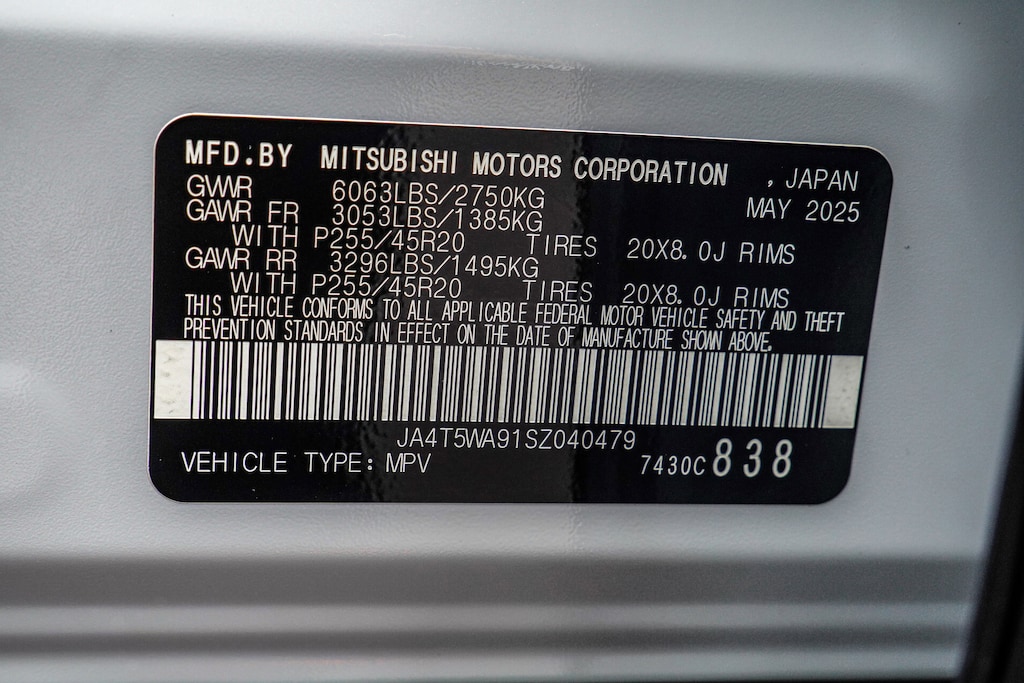 MFD.BY MITSUBISHI MOTORS CORPORATION , JAPAN
GVWR 6063LBS/2750KG MAY 2025
GAWR FR 3053LBS/1385KG
WITH P255/45R20 TIRES 20X8.0J RIMS
GAWR RR 3296LBS/1495KG
WITH P255/45R20 TIRES 20X8.0J RIMS
THIS VEHICLE CONFORMS TO ALL APPLICABLE FEDERAL MOTOR VEHICLE SAFETY AND THEFT
PREVENTION STANDARDS IN EFFECT ON THE DATE OF MANUFACTURE SHOWN ABOVE.
JA4T5WA91SZ040479
VEHICLE TYPE: MPV 7430C 838